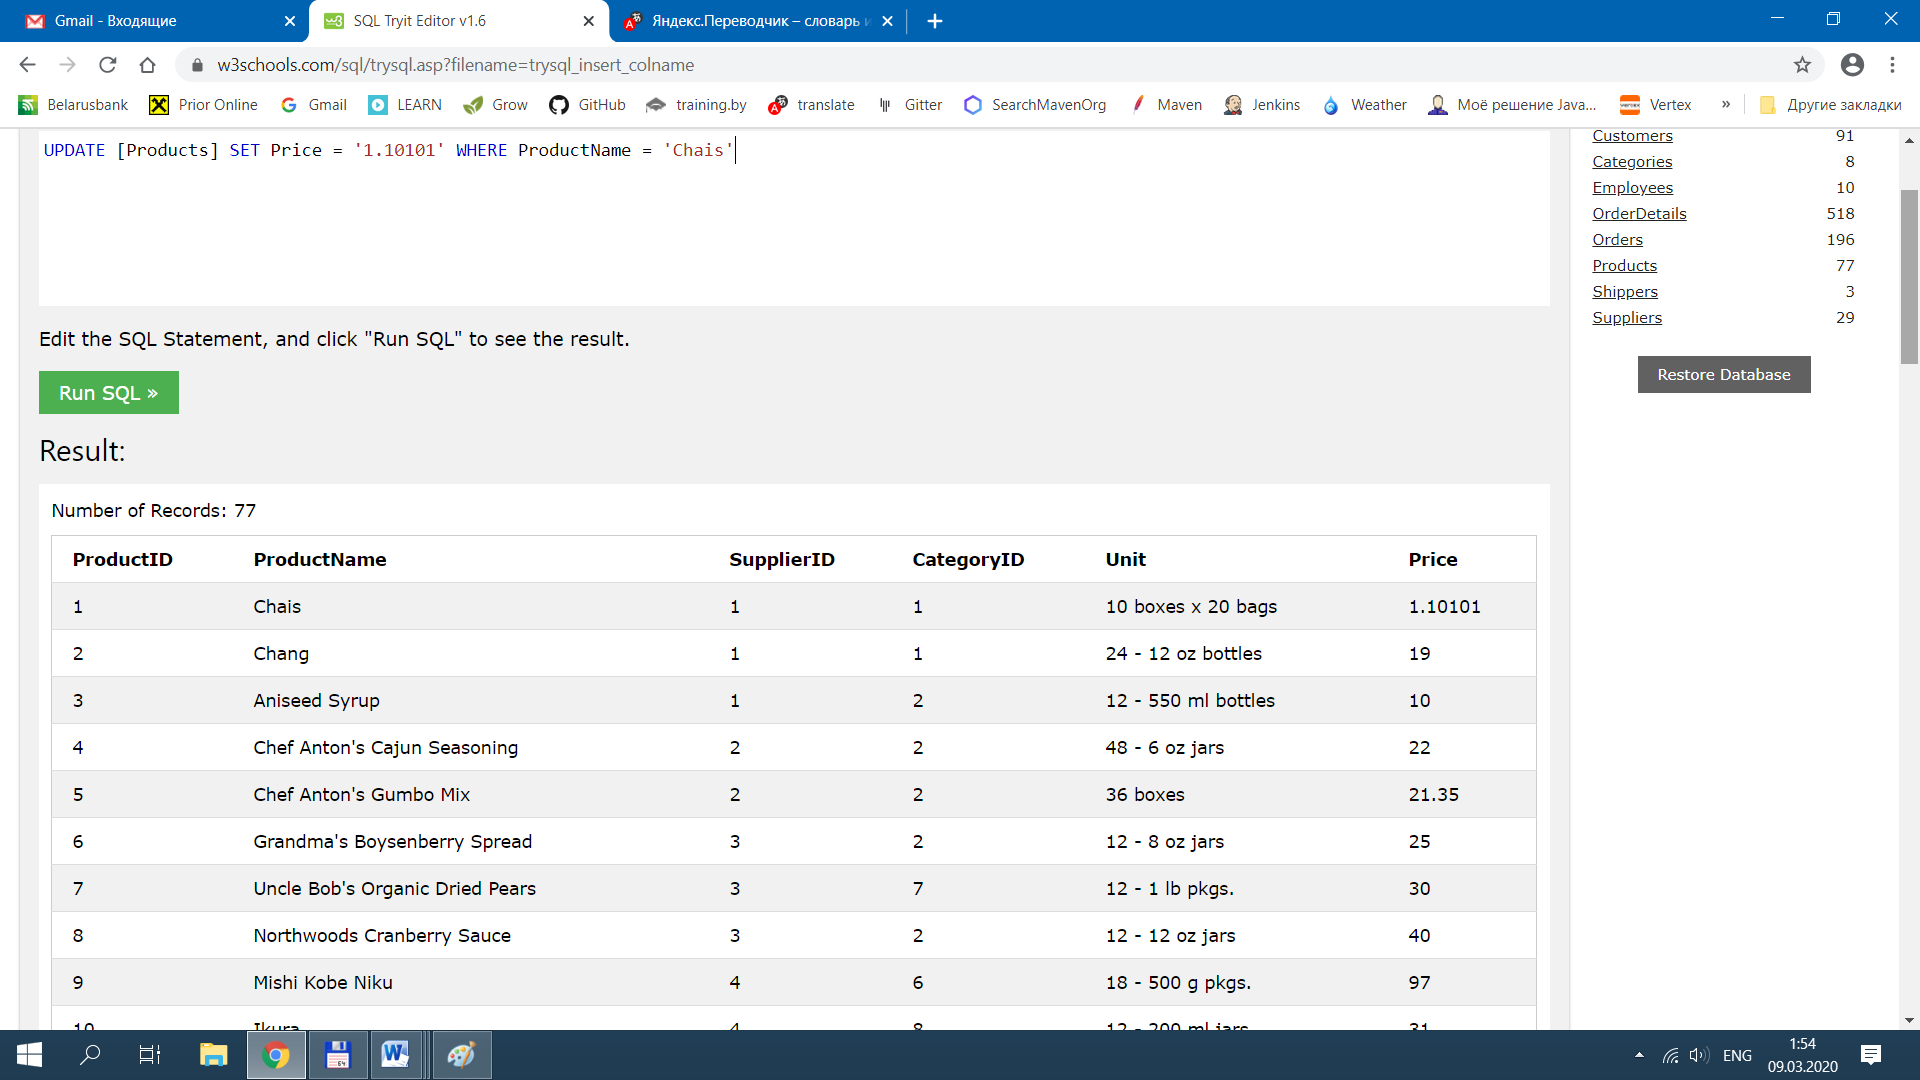 Gmail - Входящие
SQL Tryit Editor v1.6
Яндекс.Переводчик – словарь и
w3schools.com/sql/trysql.asp?filename=trysql_insert_colname
Belarusbank Prior Online Gmail LEARN Grow GitHub training.by translate Gitter SearchMavenOrg Maven Jenkins Weather Моё решение Java... Vertex » Другие закладки
UPDATE [Products] SET Price = '1.10101' WHERE ProductName = 'Chais'
Edit the SQL Statement, and click "Run SQL" to see the result.
Run SQL »
Result:
Number of Records: 77
ProductID ProductName SupplierID CategoryID Unit Price
1 Chais 1 1 10 boxes x 20 bags 1.10101
2 Chang 1 1 24 - 12 oz bottles 19
3 Aniseed Syrup 1 2 12 - 550 ml bottles 10
4 Chef Anton's Cajun Seasoning 2 2 48 - 6 oz jars 22
5 Chef Anton's Gumbo Mix 2 2 36 boxes 21.35
6 Grandma's Boysenberry Spread 3 2 12 - 8 oz jars 25
7 Uncle Bob's Organic Dried Pears 3 7 12 - 1 lb pkgs. 30
8 Northwoods Cranberry Sauce 3 2 12 - 12 oz jars 40
9 Mishi Kobe Niku 4 6 18 - 500 g pkgs. 97
10 Ikura 4 8 12 - 200 ml jars 31
Customers 91
Categories 8
Employees 10
OrderDetails 518
Orders 196
Products 77
Shippers 3
Suppliers 29
Restore Database
ENG
1:54
09.03.2020